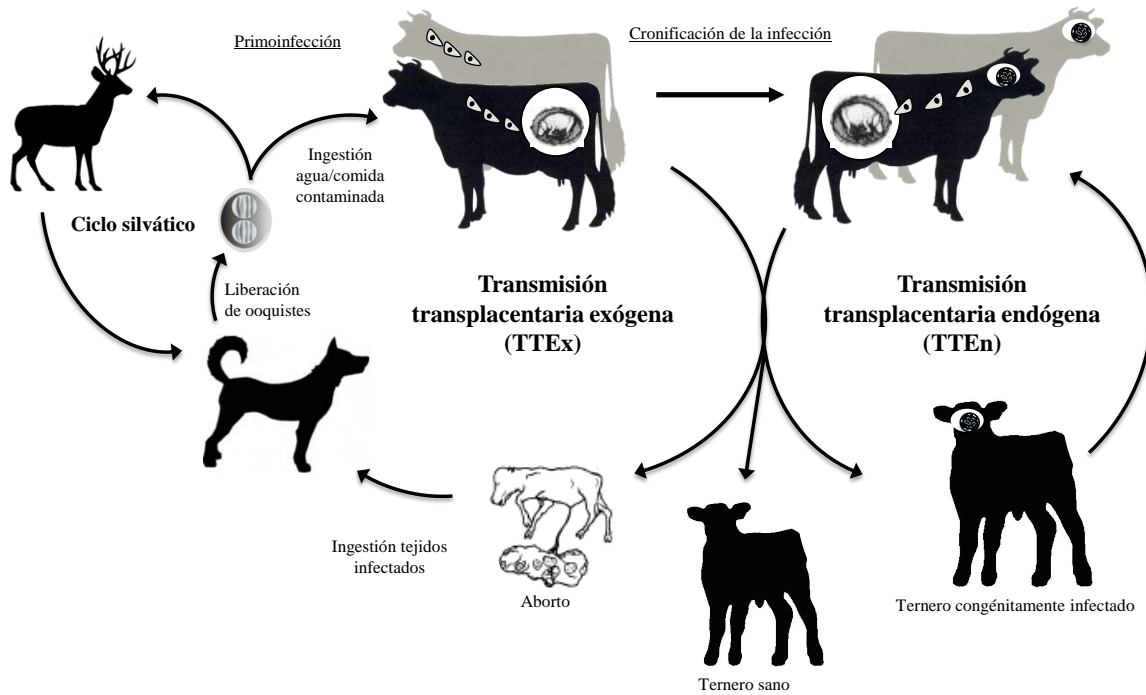 Primoinfección
Cronificación de la infección
Ingestión
agua/comida
contaminada
Ciclo silvático
Liberación
de ooquistes
Transmisión
transplacentaria exógena
(TTEx)
Transmisión
transplacentaria endógena
(TTEn)
Ingestión tejidos
infectados
Aborto
Ternero sano
Ternero congénitamente infectado